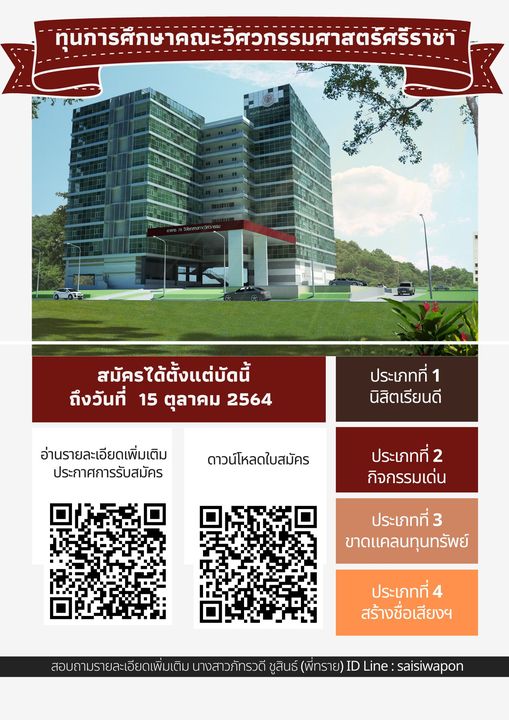 ทุนการศึกษาคณะวิศวกรรมศาสตร์ศรีราชา
สมัครได้ตั้งแต่บัดนี้
ถึงวันที่ 15 ตุลาคม 2564
อ่านรายละเอียดเพิ่มเติม
ประกาศการรับสมัคร
ดาวน์โหลดใบสมัคร
ประเภทที่ 1
นิสิตเรียนดี
ประเภทที่ 2
กิจกรรมเด่น
ประเภทที่ 3
ขาดแคลนทุนทรัพย์
ประเภทที่ 4
สร้างชื่อเสียงฯ
สอบถามรายละเอียดเพิ่มเติม นางสาวภัทรวดี ชูสินธ์ (พี่ทราย) ID Line : saisiwapon